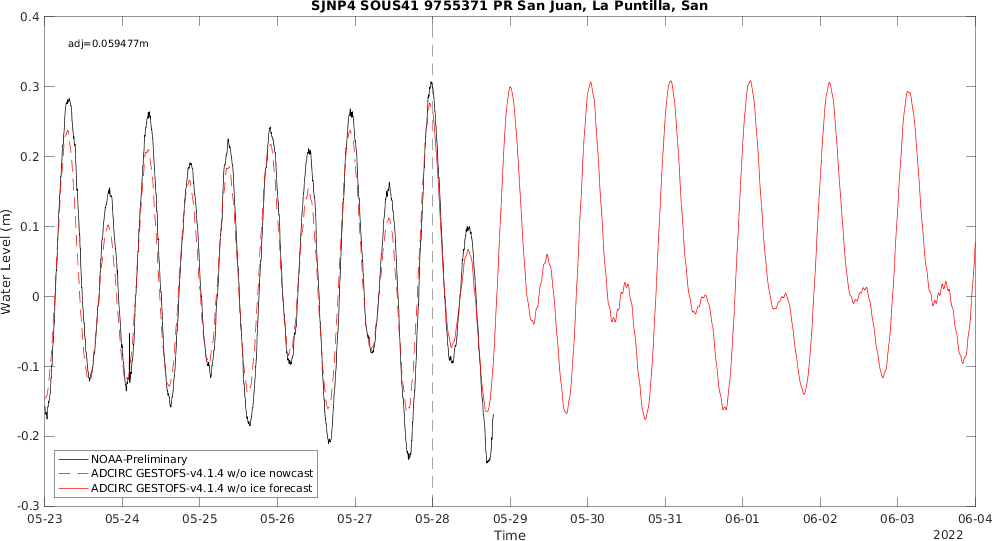 SJNP4 SOUS41 9755371 PR San Juan, La Puntilla, San
adj=0.059477m
0.4
0.3
0.2
0.1
0
-0.1
-0.2
-0.3
Water Level (m)
NOAA-Preliminary
ADCIRC GESTOFS-v4.1.4 w/o ice nowcast
ADCIRC GESTOFS-v4.1.4 w/o ice forecast
05-23 05-24 05-25 05-26 05-27 05-28 05-29 05-30 05-31 06-01 06-02 06-03 06-04
Time
2022